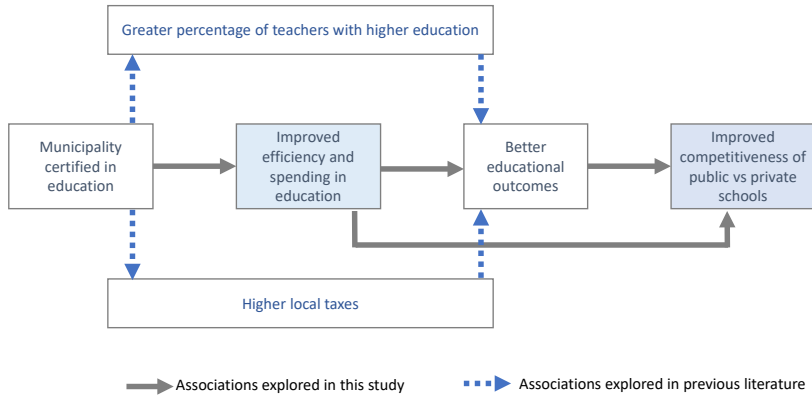 Greater percentage of teachers with higher education
Municipality
certified in
education
Improved
efficiency and
spending in
education
Better
educational
outcomes
Improved
competitiveness of
public vs private
schools
Higher local taxes
Associations explored in this study
Associations explored in previous literature